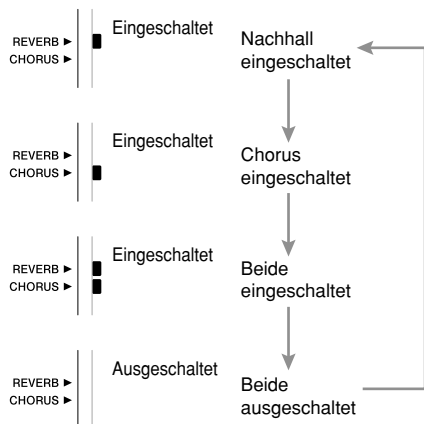 Eingeschaltet
REVERB ►
CHORUS ►
Nachhall
eingeschaltet
Eingeschaltet
REVERB ►
CHORUS ►
Chorus
eingeschaltet
Eingeschaltet
REVERB ►
CHORUS ►
Beide
eingeschaltet
Ausgeschaltet
REVERB ►
CHORUS ►
Beide
ausgeschaltet